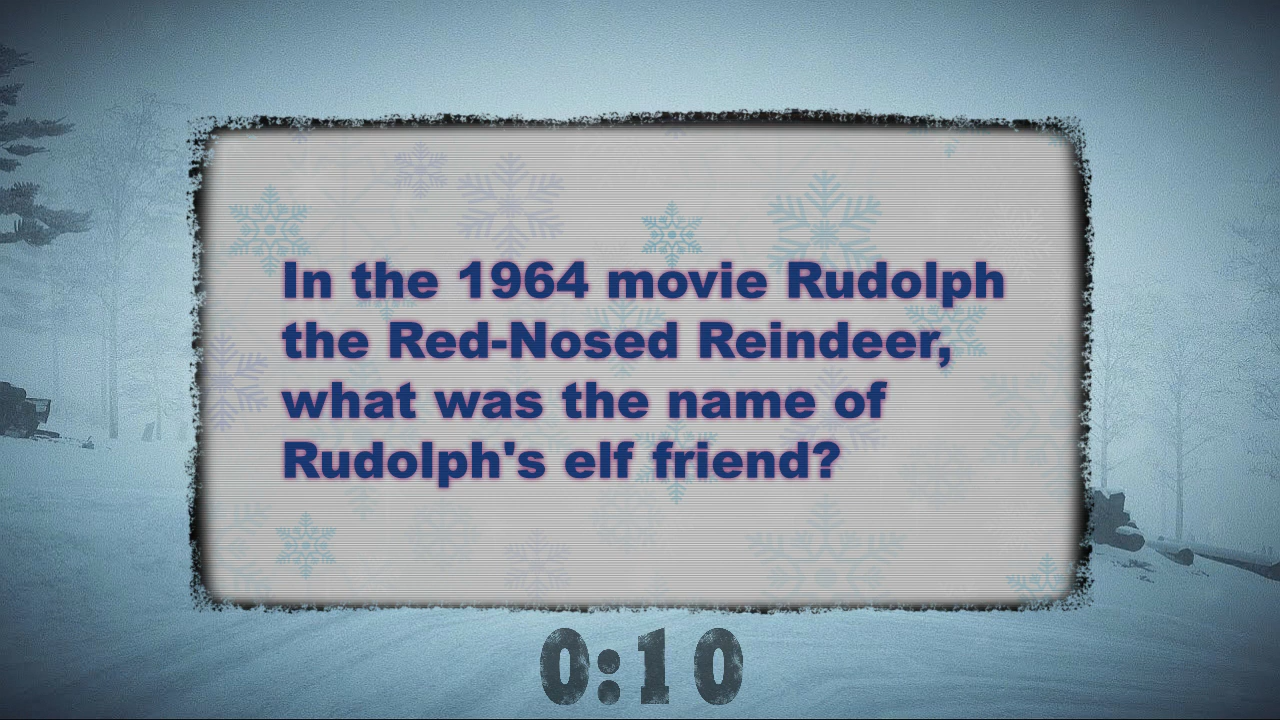 In the 1964 movie Rudolph
the Red-Nosed Reindeer,
what was the name of
Rudolph's elf friend?
0:10